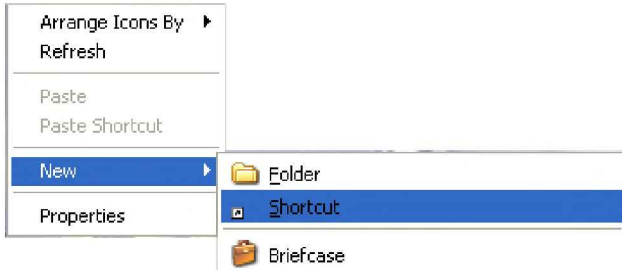 Arrange Icons By
Refresh
Paste
Paste Shortcut
New
Properties
Folder
Shortcut
Briefcase